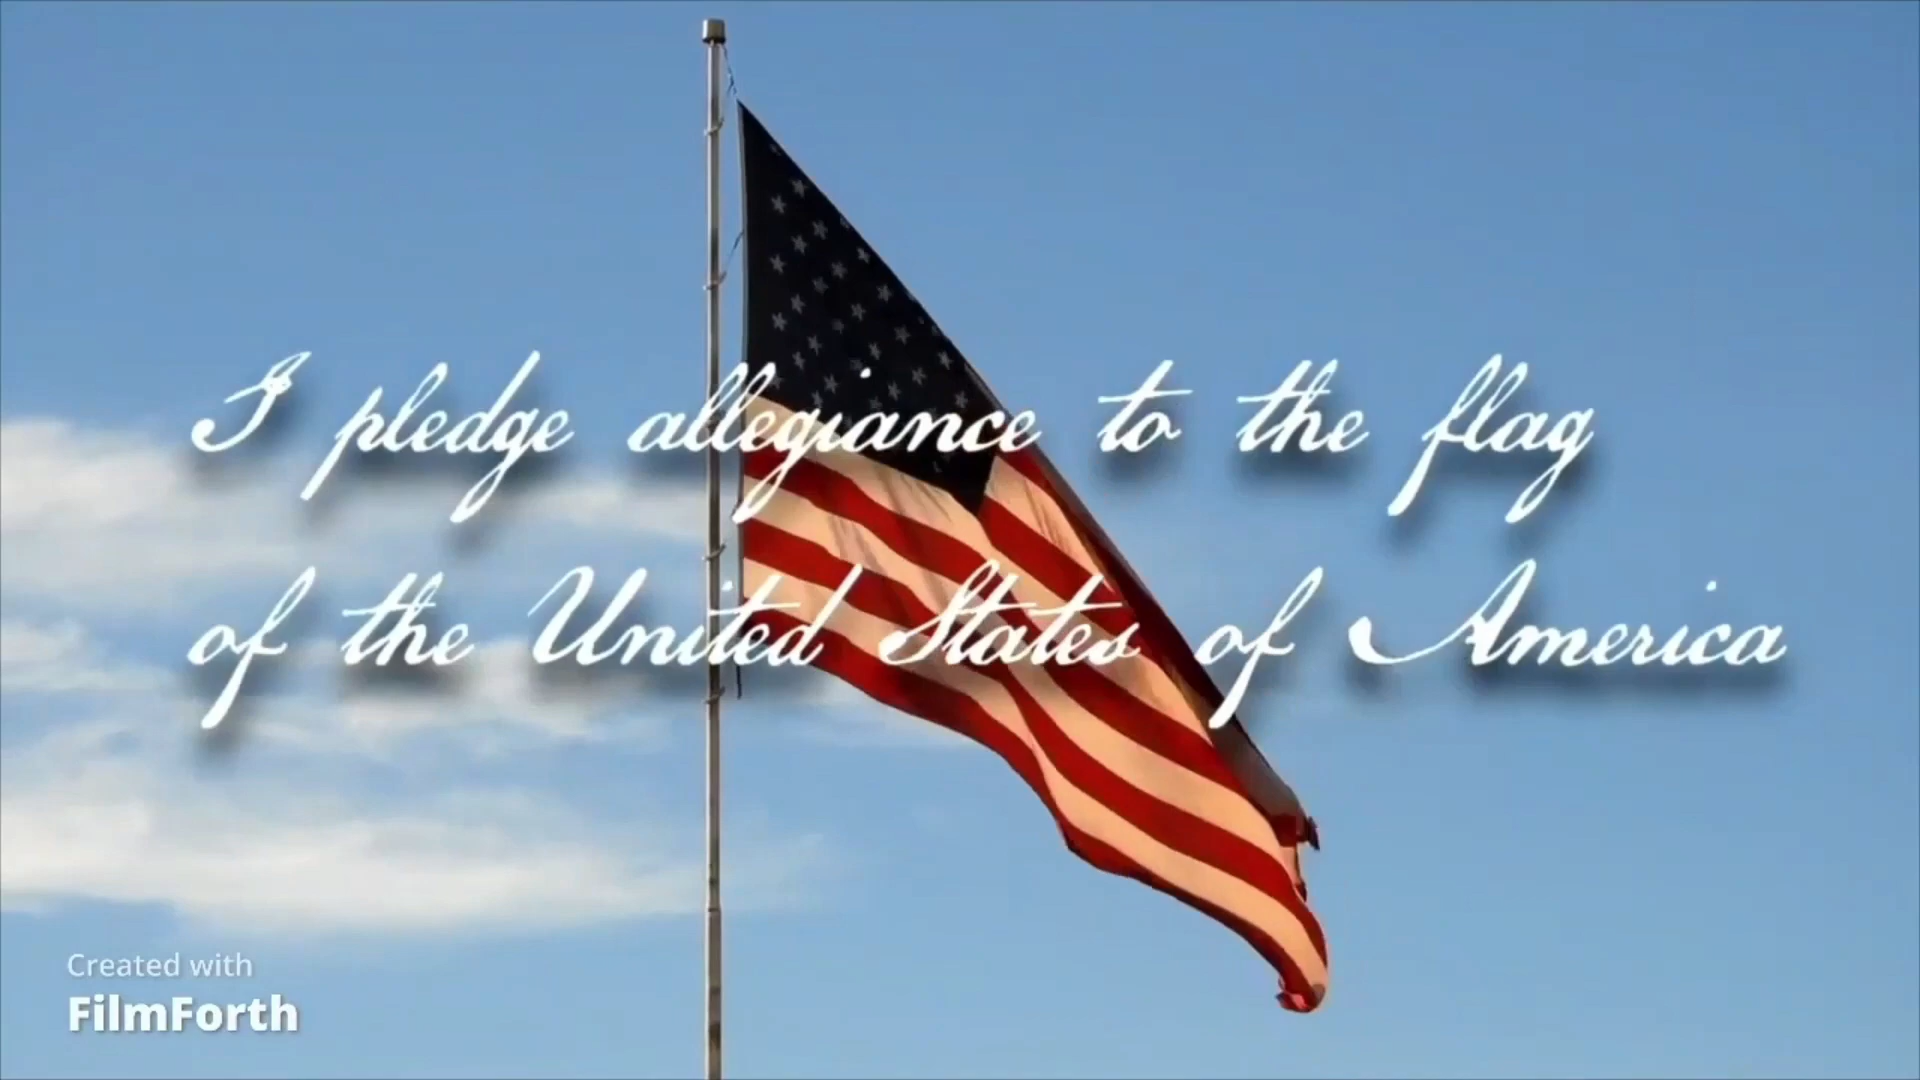 I pledge allegiance to the flag
of the United States of America
Created with
FilmForth